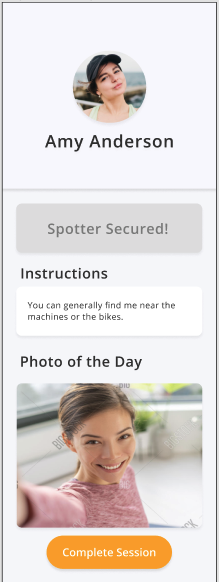 Amy Anderson
Spotter Secured!
Instructions
You can generally find me near the
machines or the bikes.
Photo of the Day
Complete Session